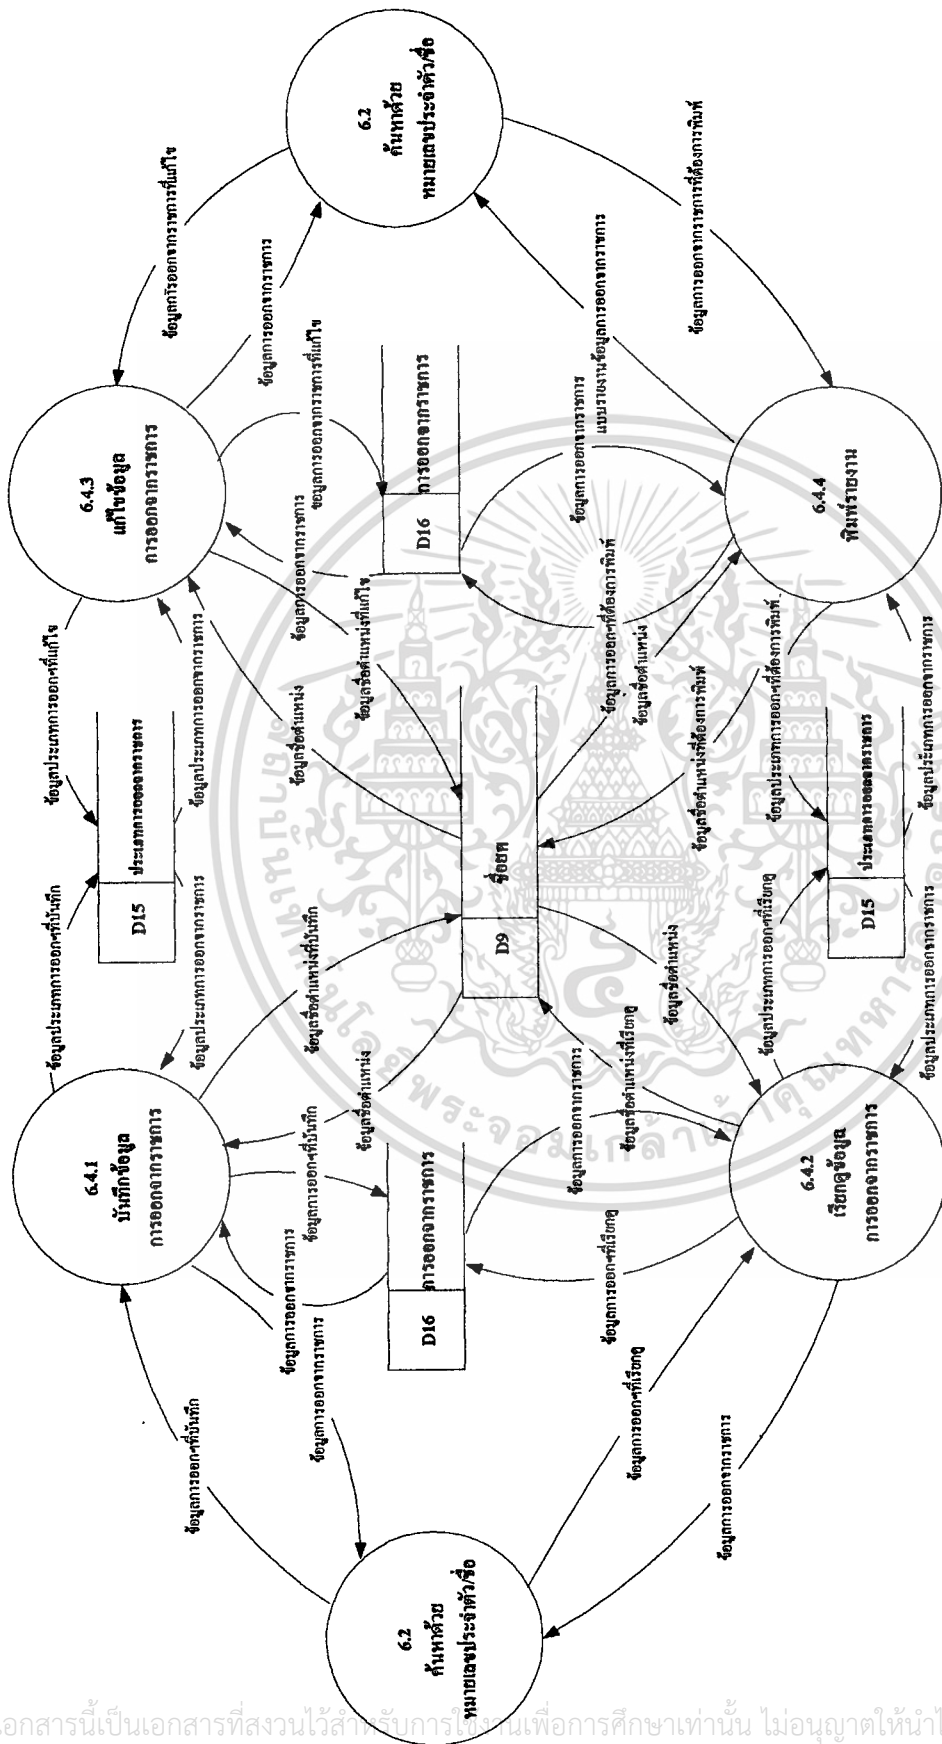 6.2
ค้นหาด้วย
หมายเลขประจำตัว/ชื่อ
ข้อมูลการออกฯที่บันทึก
ข้อมูลการออกจากราชการ
ข้อมูลการออกฯที่เรียกดู
ข้อมูลการออกจากราชการ
6.4.1
บันทึกข้อมูล
การออกจากราชการ
ข้อมูลประเภทการออกฯที่บันทึก
ข้อมูลประเภทการออกจากราชการ
ข้อมูลชื่อตำแหน่งที่บันทึก
ข้อมูลชื่อตำแหน่ง
ข้อมูลการออกฯที่บันทึก
ข้อมูลการออกจากราชการ
D16
การออกจากราชการ
ข้อมูลการออกจากราชการ
ข้อมูลการออกฯที่เรียกดู
6.4.2
เรียกดูข้อมูล
การออกจากราชการ
ข้อมูลชื่อตำแหน่งที่เรียกดู
ข้อมูลชื่อตำแหน่ง
ข้อมูลประเภทการออกฯที่เรียกดู
ข้อมูลประเภทการออกจากราชการ
D15
ประเภทการออกจากราชการ
D9
ชื่อยศ
D15
ประเภทการออกจากราชการ
ข้อมูลประเภทการออกฯที่แก้ไข
ข้อมูลประเภทการออกจากราชการ
ข้อมูลชื่อตำแหน่ง
ข้อมูลชื่อตำแหน่งที่แก้ไข
ข้อมูลการออกจากราชการ
ข้อมูลการออกจากราชการที่แก้ไข
6.4.3
แก้ไขข้อมูล
การออกจากราชการ
D16
การออกจากราชการ
ข้อมูลการออกจากราชการ
ข้อมูลการออกฯที่ต้องการพิมพ์
ข้อมูลชื่อตำแหน่ง
ข้อมูลชื่อตำแหน่งที่ต้องการพิมพ์
ข้อมูลประเภทการออกฯที่ต้องการพิมพ์
ข้อมูลประเภทการออกจากราชการ
6.4.4
พิมพ์รายงาน
ข้อมูลการออกจากราชการที่แก้ไข
ข้อมูลการออกจากราชการ
แบบรายงานข้อมูลการออกจากราชการ
ข้อมูลการออกจากราชการที่ต้องการพิมพ์
6.2
ค้นหาด้วย
หมายเลขประจำตัว/ชื่อ
อกสารนี้เป็นเอกสารที่สงวนไว้สำหรับการใช้งานเพื่อการศึกษาเท่านั้น ไม่อนุญาตให้นำไ